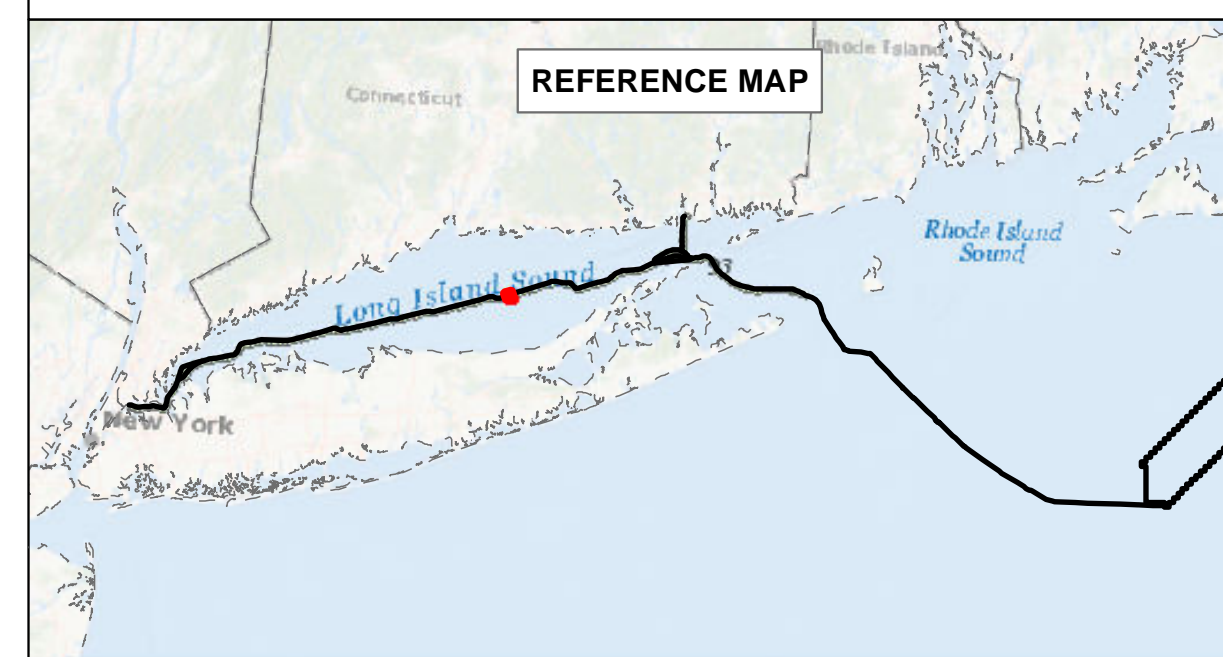 REFERENCE MAP
Rhode Island
Connecticut
Rhode Island
Sound
Long Island Sound
New York